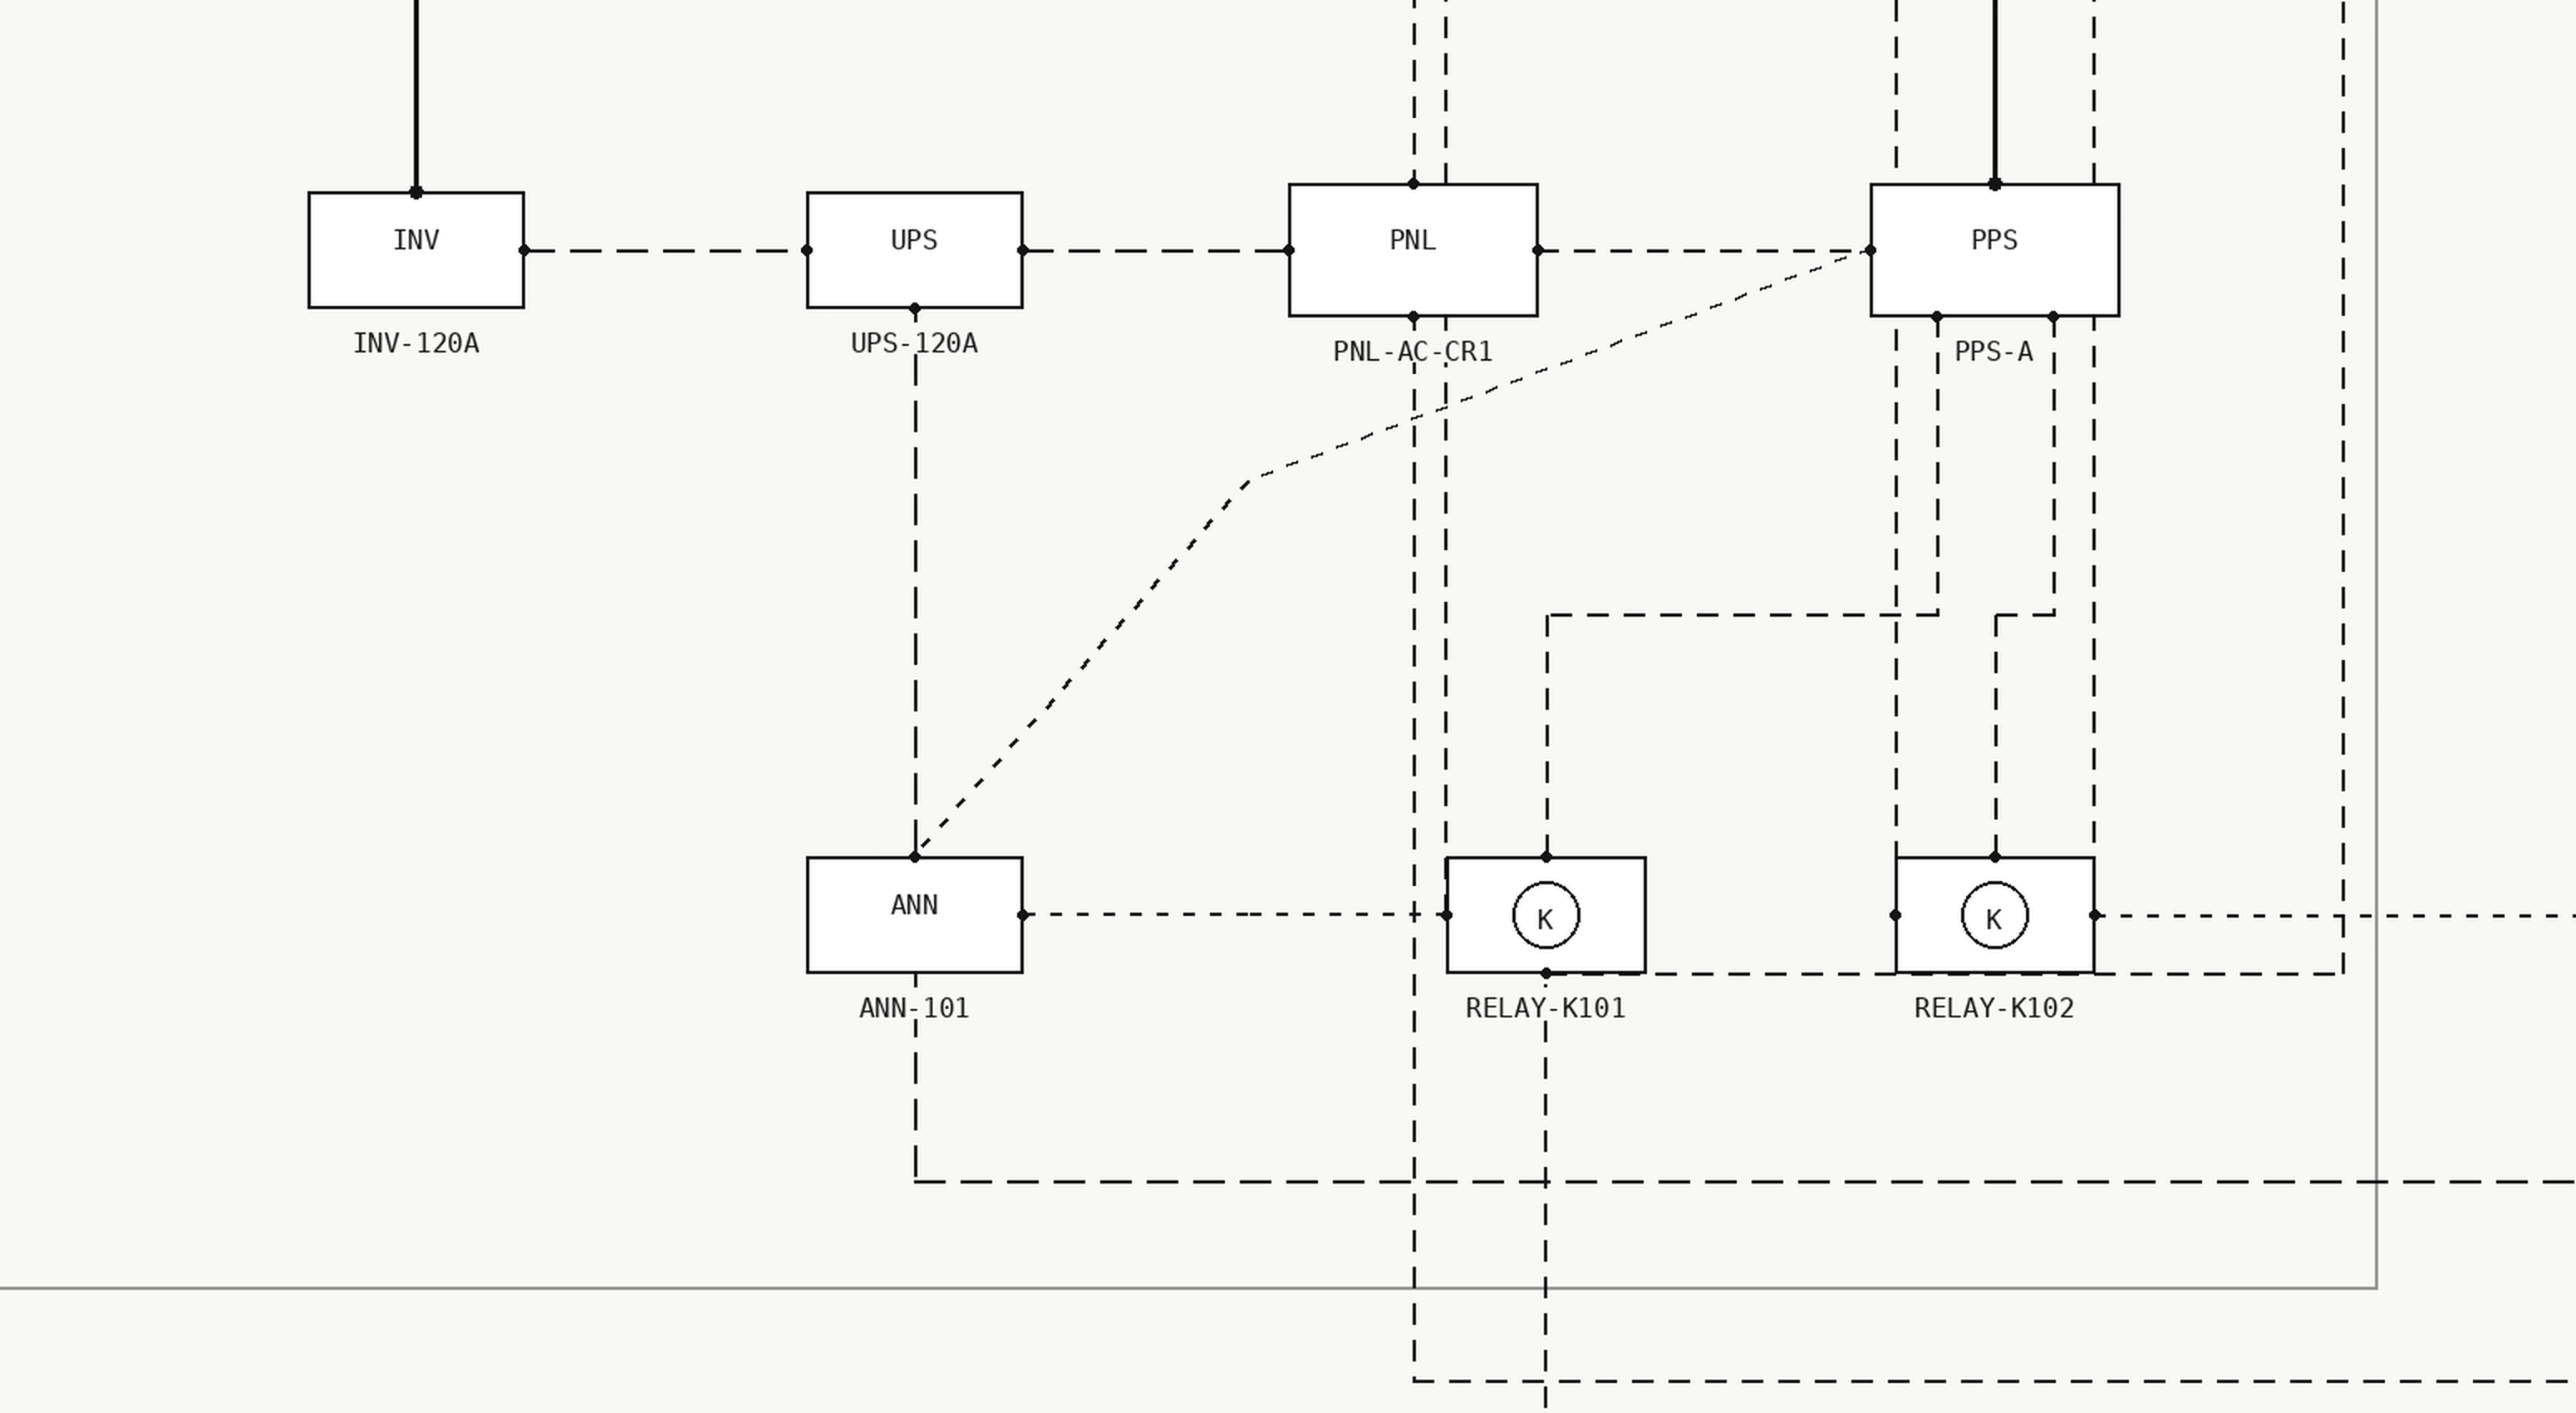 INV
UPS
PNL
PPS
INV-120A
UPS-120A
PNL-AC-CR1
PPS-A
ANN
K
K
ANN-101
RELAY-K101
RELAY-K102